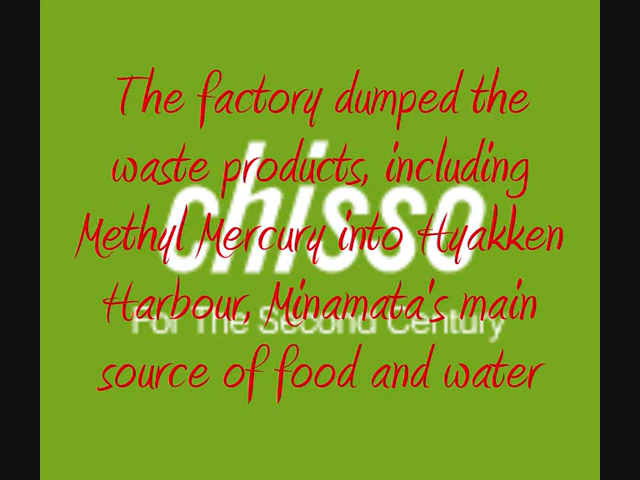 The factory dumped the
waste products, including
chisso
Methyl Mercury into Hyakken
Harbour, Minamata's main
For The Second Century
source of food and water